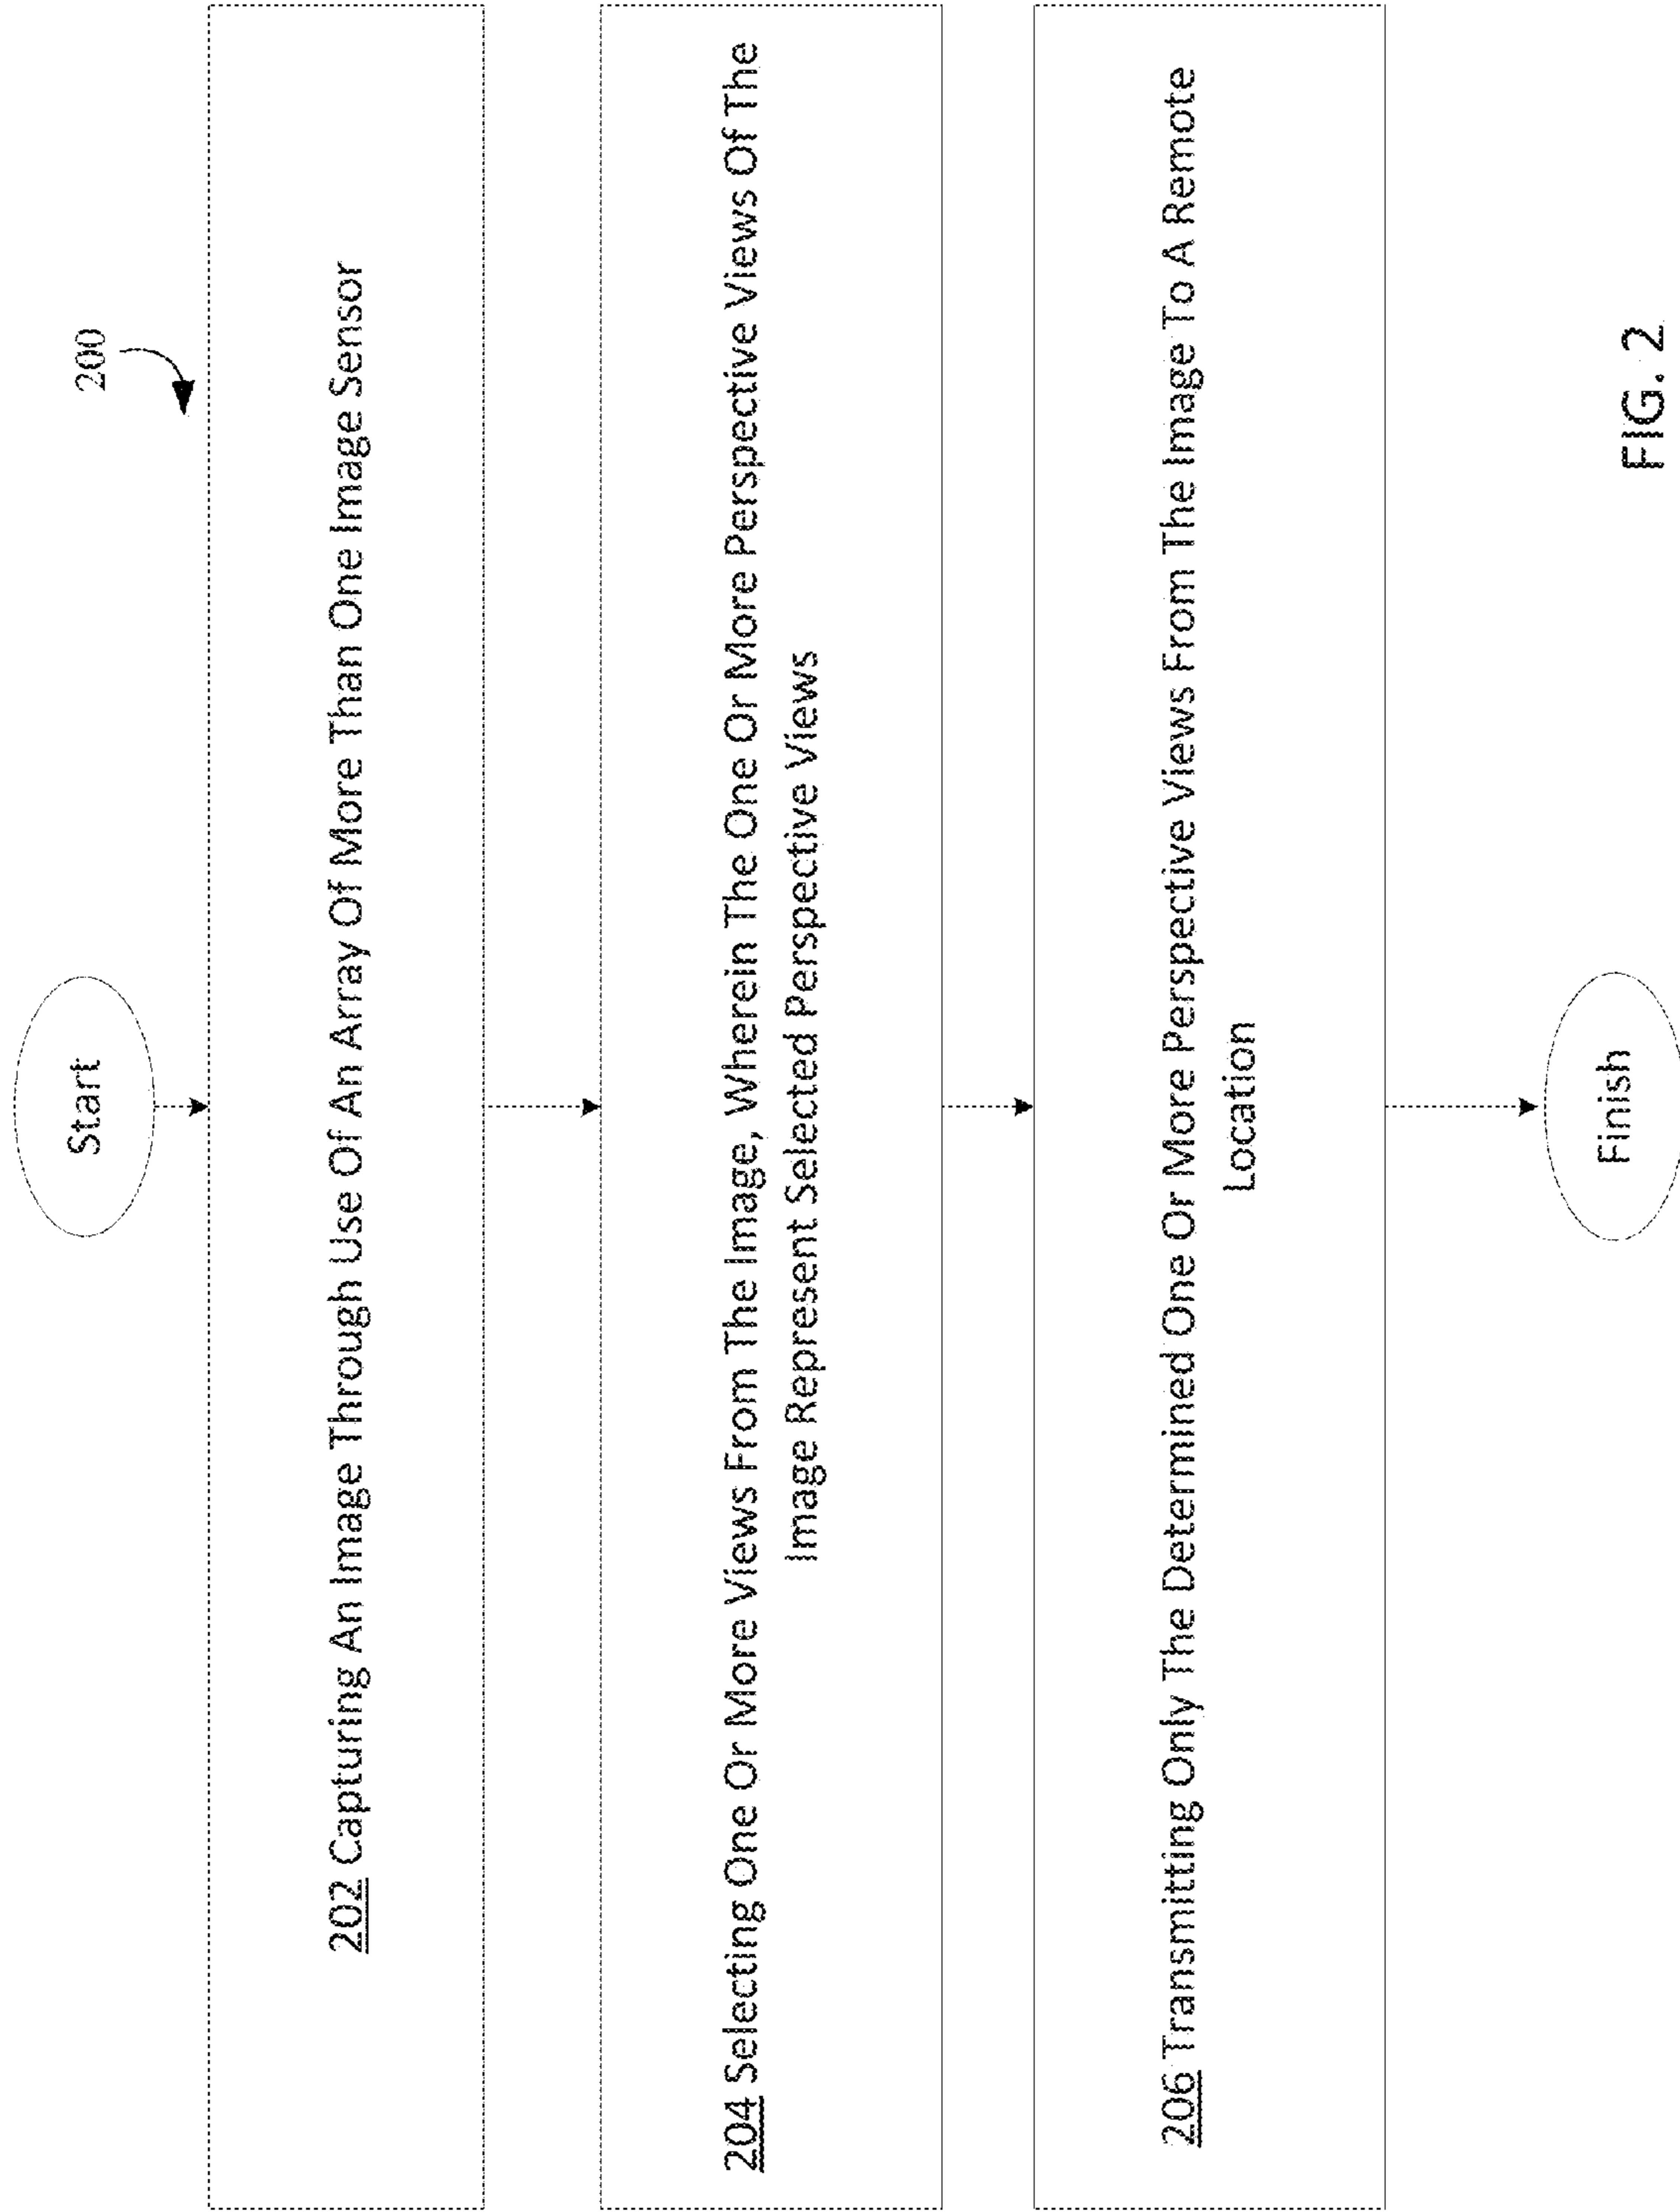 200
Start
202 Capturing An Image Through Use Of An Array Of More Than One Image Sensor
204 Selecting One Or More Views From The Image, Wherein The One Or More Perspective Views Of The
Image Represent Selected Perspective Views
206 Transmitting Only The Determined One Or More Perspective Views From The Image To A Remote
Location
Finish
FIG. 2